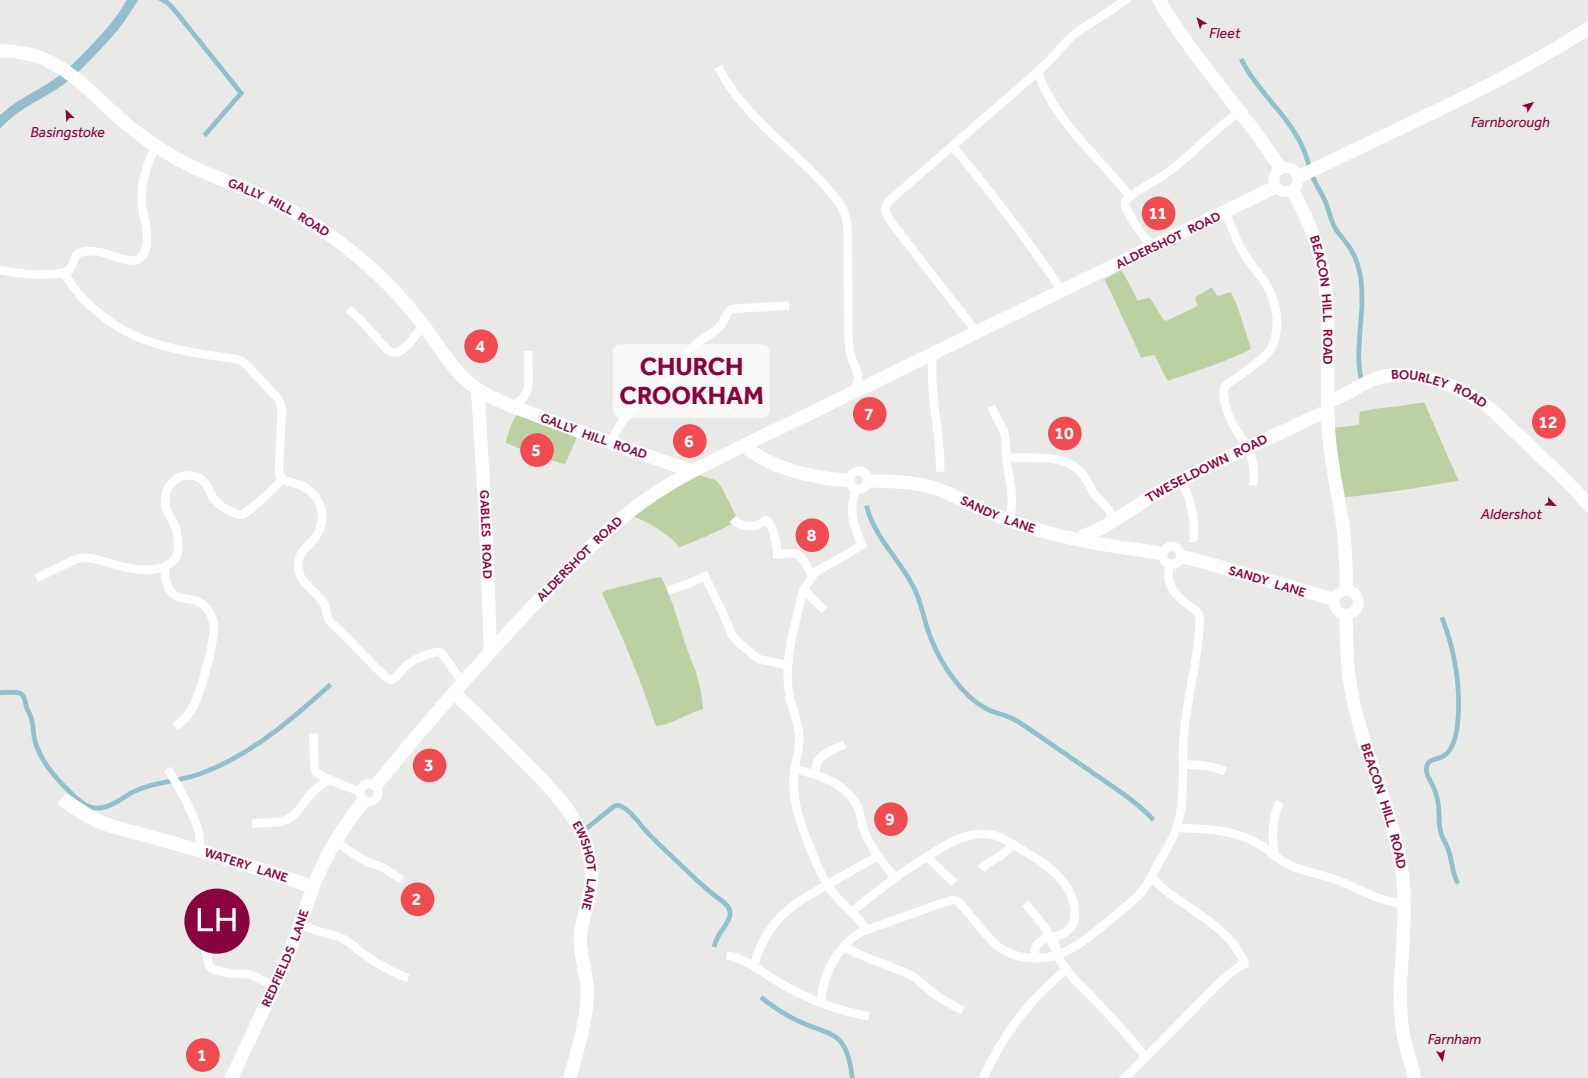 Fleet
Farnborough
Basingstoke
GALLY HILL ROAD
11
ALDERSHOT ROAD
BEACON HILL ROAD
4
CHURCH
CROOKHAM
BOURLEY ROAD
7
12
GALLY HILL ROAD
6
10
5
TWESELDOWN ROAD
SANDY LANE
Aldershot
GABLES ROAD
8
ALDERSHOT ROAD
SANDY LANE
3
BEACON HILL ROAD
9
EWSHOT LANE
WATERY LANE
2
LH
REDFIELDS LANE
Farnham
1